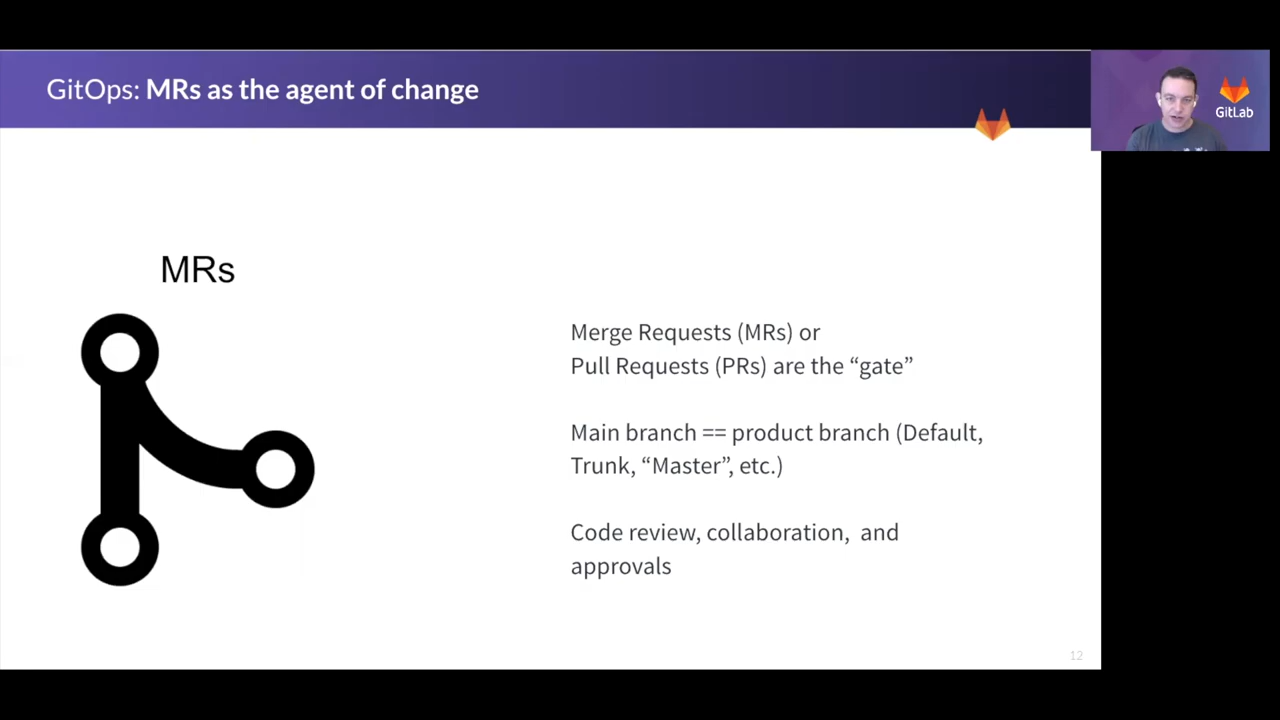 GitOps: MRs as the agent of change
GitLab
MRs
Merge Requests (MRs) or
Pull Requests (PRs) are the “gate”
Main branch == product branch (Default,
Trunk, “Master”, etc.)
Code review, collaboration,  and
approvals
12